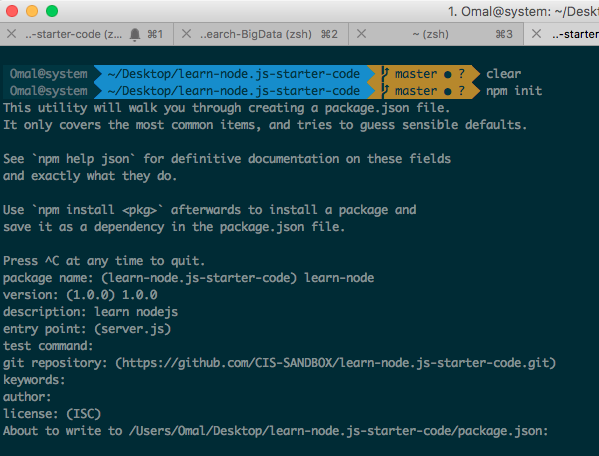 1. Omal@system: ~/Deskt
..-starter-code (z... ⌘1
..earch-BigData (zsh) ⌘2
~ (zsh) ⌘3
..-starter
Omal@system ~/Desktop/learn-node.js-starter-code master ● ? clear
Omal@system ~/Desktop/learn-node.js-starter-code master ● ? npm init
This utility will walk you through creating a package.json file.
It only covers the most common items, and tries to guess sensible defaults.
See `npm help json` for definitive documentation on these fields
and exactly what they do.
Use `npm install <pkg>` afterwards to install a package and
save it as a dependency in the package.json file.
Press ^C at any time to quit.
package name: (learn-node.js-starter-code) learn-node
version: (1.0.0) 1.0.0
description: learn nodejs
entry point: (server.js)
test command:
git repository: (https://github.com/CIS-SANDBOX/learn-node.js-starter-code.git)
keywords:
author:
license: (ISC)
About to write to /Users/Omal/Desktop/learn-node.js-starter-code/package.json: